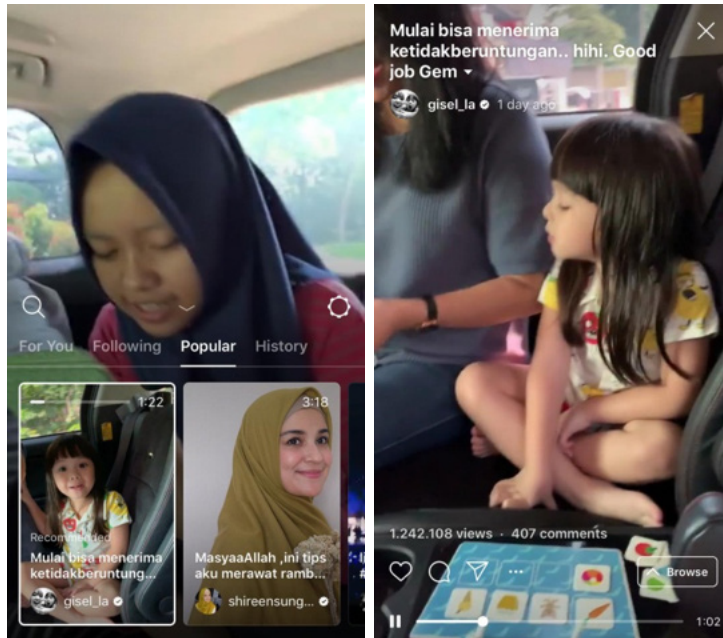 For You Following Popular History
1:22
Recommended
Mulai bisa menerima
ketidakberuntung...
gisel_la
3:18
MasyaaAllah ,ini tips
aku merawat ramb...
shireensung...
Mulai bisa menerima
ketidakberuntungan.. hihi. Good
job Gem
gisel_la 1 day ago
1.242.108 views · 407 comments
Browse
1:02